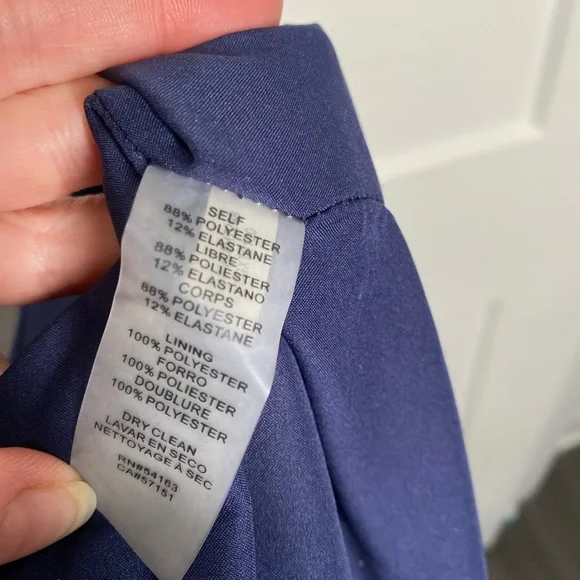 SELF
88% POLYESTER
12% ELASTANE
LIBRE
88% POLIESTER
12% ELASTANO
CORPS
88% POLYESTER
12% ELASTANE
LINING
100% POLYESTER
FORRO
100% POLIESTER
DOUBLURE
100% POLYESTER
DRY CLEAN
LAVAR EN SECO
NETTOYAGE À SEC
RN#54163
CA#57151